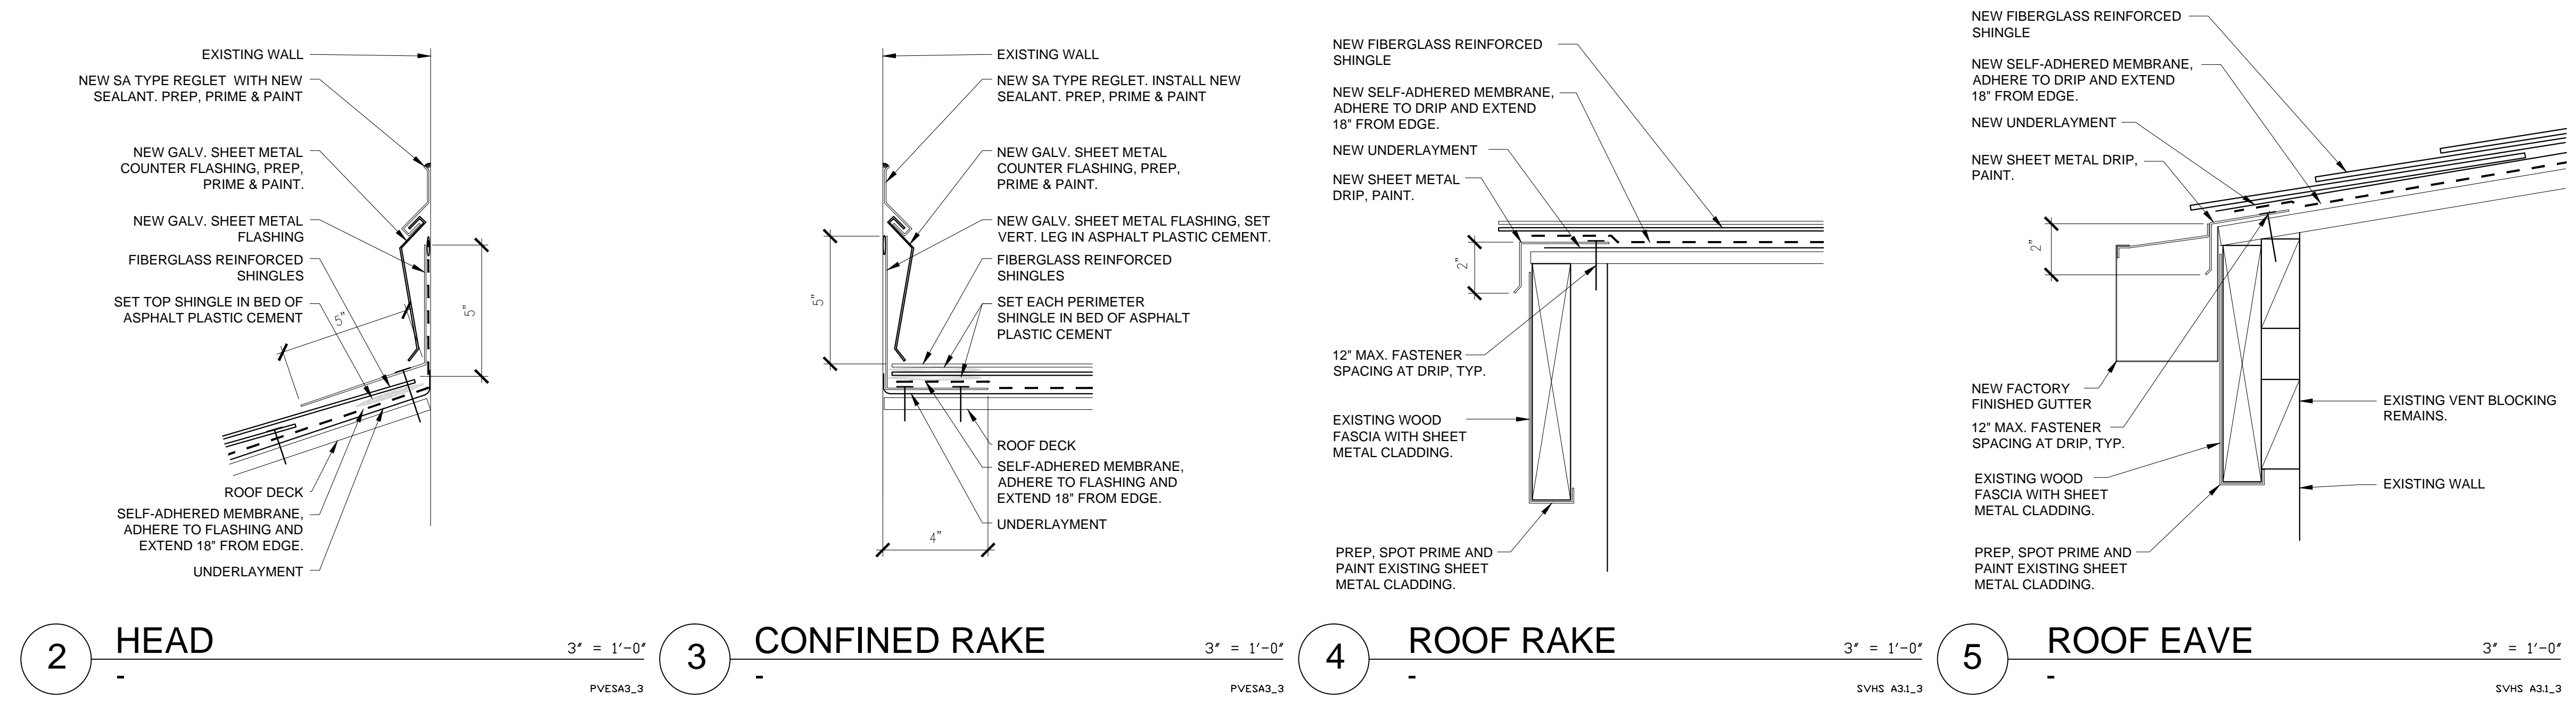 EXISTING WALL
NEW SA TYPE REGLET WITH NEW
SEALANT. PREP, PRIME & PAINT
NEW GALV. SHEET METAL
COUNTER FLASHING, PREP,
PRIME & PAINT.
NEW GALV. SHEET METAL
FLASHING
FIBERGLASS REINFORCED
SHINGLES
SET TOP SHINGLE IN BED OF
ASPHALT PLASTIC CEMENT
5"
5"
ROOF DECK
SELF-ADHERED MEMBRANE,
ADHERE TO FLASHING AND
EXTEND 18" FROM EDGE.
UNDERLAYMENT
2
HEAD
3" = 1'-0"
-
PVESA3_3
EXISTING WALL
NEW SA TYPE REGLET. INSTALL NEW
SEALANT. PREP, PRIME & PAINT
NEW GALV. SHEET METAL
COUNTER FLASHING, PREP,
PRIME & PAINT.
NEW GALV. SHEET METAL FLASHING, SET
VERT. LEG IN ASPHALT PLASTIC CEMENT.
FIBERGLASS REINFORCED
SHINGLES
SET EACH PERIMETER
SHINGLE IN BED OF ASPHALT
PLASTIC CEMENT
5"
ROOF DECK
SELF-ADHERED MEMBRANE,
ADHERE TO FLASHING AND
EXTEND 18" FROM EDGE.
UNDERLAYMENT
4"
3
CONFINED RAKE
3" = 1'-0"
-
PVESA3_3
NEW FIBERGLASS REINFORCED
SHINGLE
NEW SELF-ADHERED MEMBRANE,
ADHERE TO DRIP AND EXTEND
18" FROM EDGE.
NEW UNDERLAYMENT
NEW SHEET METAL
DRIP, PAINT.
2"
12" MAX. FASTENER
SPACING AT DRIP, TYP.
EXISTING WOOD
FASCIA WITH SHEET
METAL CLADDING.
PREP, SPOT PRIME AND
PAINT EXISTING SHEET
METAL CLADDING.
4
ROOF RAKE
3" = 1'-0"
-
SVHS A3.1_3
NEW FIBERGLASS REINFORCED
SHINGLE
NEW SELF-ADHERED MEMBRANE,
ADHERE TO DRIP AND EXTEND
18" FROM EDGE.
NEW UNDERLAYMENT
NEW SHEET METAL DRIP,
PAINT.
2"
NEW FACTORY
FINISHED GUTTER
12" MAX. FASTENER
SPACING AT DRIP, TYP.
EXISTING WOOD
FASCIA WITH SHEET
METAL CLADDING.
PREP, SPOT PRIME AND
PAINT EXISTING SHEET
METAL CLADDING.
EXISTING VENT BLOCKING
REMAINS.
EXISTING WALL
5
ROOF EAVE
3" = 1'-0"
-
SVHS A3.1_3